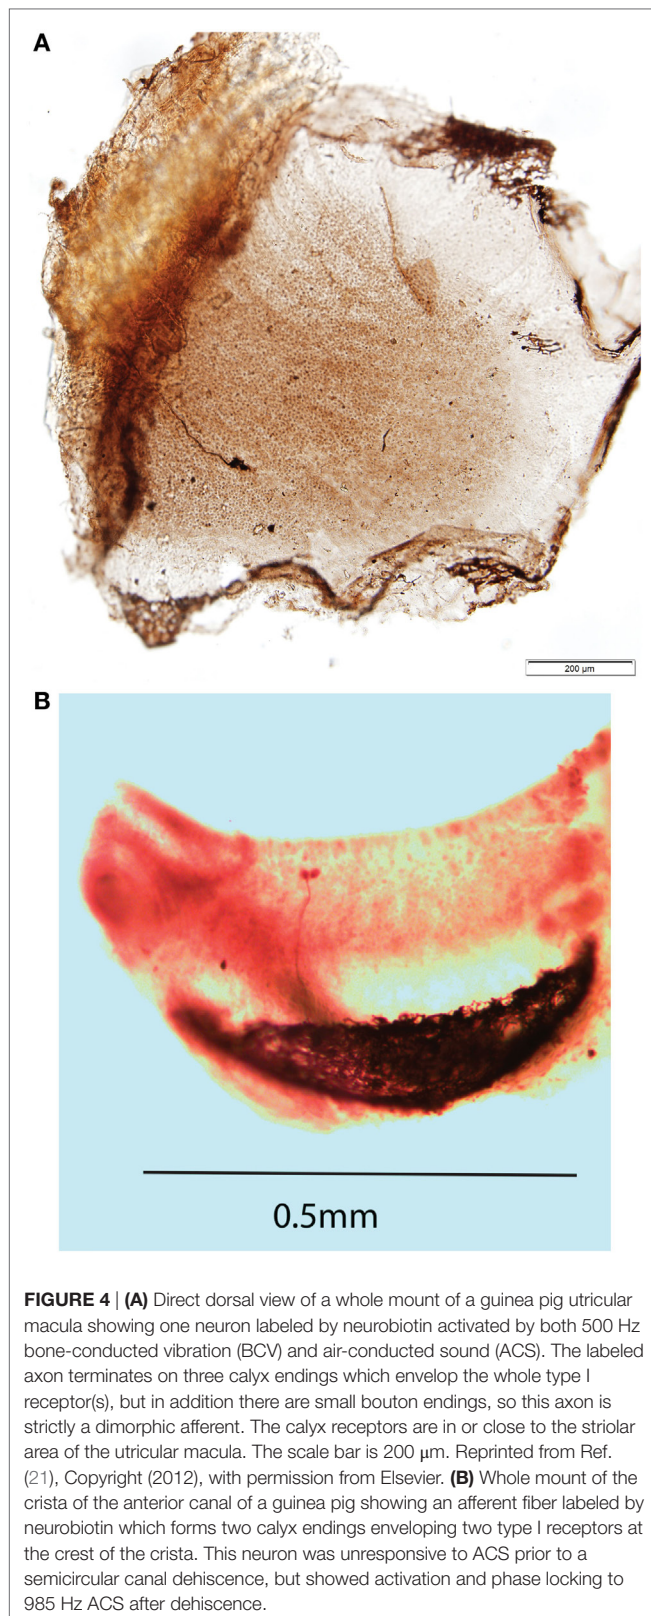 A
200 µm
B
0.5mm
FIGURE 4 | (A) Direct dorsal view of a whole mount of a guinea pig utricular
macula showing one neuron labeled by neurobiotin activated by both 500 Hz
bone-conducted vibration (BCV) and air-conducted sound (ACS). The labeled
axon terminates on three calyx endings which envelop the whole type I
receptor(s), but in addition there are small bouton endings, so this axon is
strictly a dimorphic afferent. The calyx receptors are in or close to the striolar
area of the utricular macula. The scale bar is 200 μm. Reprinted from Ref.
(21), Copyright (2012), with permission from Elsevier. (B) Whole mount of the
crista of the anterior canal of a guinea pig showing an afferent fiber labeled by
neurobiotin which forms two calyx endings enveloping two type I receptors at
the crest of the crista. This neuron was unresponsive to ACS prior to a
semicircular canal dehiscence, but showed activation and phase locking to
985 Hz ACS after dehiscence.